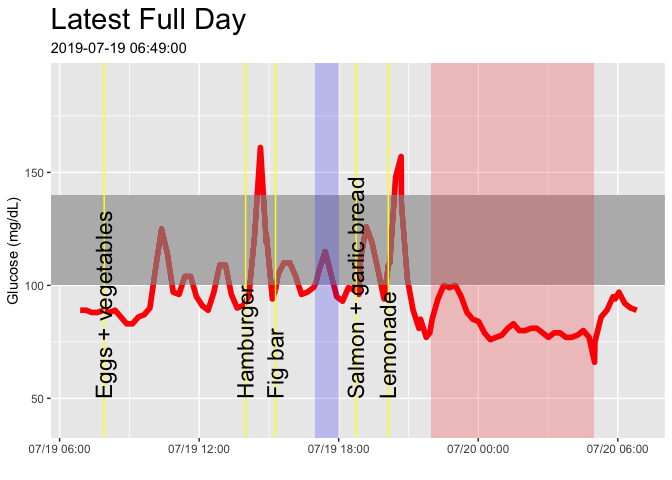 Latest Full Day
2019-07-19 06:49:00
Glucose (mg/dL)
150
100
50
Eggs + vegetables
Hamburger
Fig bar
Salmon + garlic bread
Lemonade
07/19 06:00
07/19 12:00
07/19 18:00
07/20 00:00
07/20 06:00